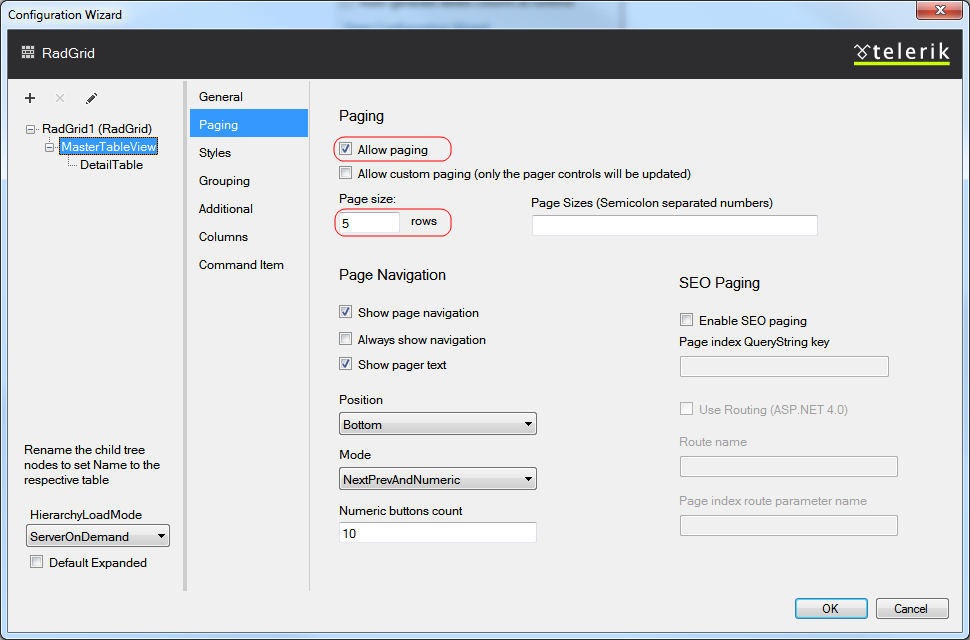 Configuration Wizard
RadGrid
telerik
RadGrid1 (RadGrid)
MasterTableView
DetailTable
Rename the child tree
nodes to set Name to the
respective table
HierarchyLoadMode
ServerOnDemand
Default Expanded
General
Paging
Styles
Grouping
Additional
Columns
Command Item
Paging
Allow paging
Allow custom paging (only the pager controls will be updated)
Page size:
5 rows
Page Sizes (Semicolon separated numbers)
Page Navigation
Show page navigation
Always show navigation
Show pager text
Position
Bottom
Mode
NextPrevAndNumeric
Numeric buttons count
10
SEO Paging
Enable SEO paging
Page index QueryString key
Use Routing (ASP.NET 4.0)
Route name
Page index route parameter name
OK
Cancel